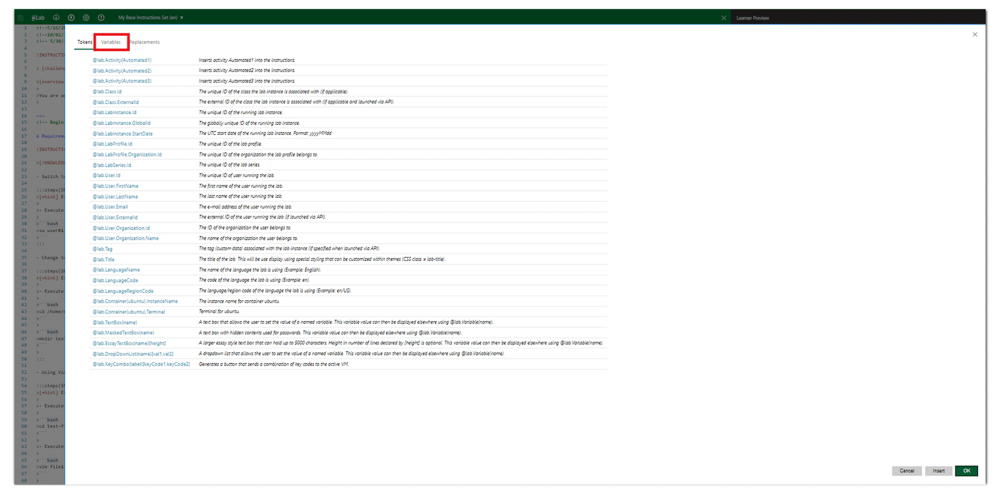 @lab My Base Instructions Set (en) ▾ Learner Preview
Tokens Variables Replacements
@lab.Activity(Automated1) Inserts activity Automated1 into the instructions.
@lab.Activity(Automated2) Inserts activity Automated2 into the instructions.
@lab.Activity(Automated3) Inserts activity Automated3 into the instructions.
@lab.Class.Id The unique ID of the class the lab instance is associated with (if applicable).
@lab.Class.ExternalId The external ID of the class the lab instance is associated with (if applicable and launched via API).
@lab.LabInstance.Id The unique ID of the running lab instance.
@lab.LabInstance.GlobalId The globally unique ID of the running lab instance.
@lab.LabInstance.StartDate The UTC start date of the running lab instance. Format: yyyyMMdd
@lab.LabProfile.Id The unique ID of the lab profile.
@lab.LabProfile.Organization.Id The unique ID of the organization the lab profile belongs to.
@lab.LabSeries.Id The unique ID of the lab series.
@lab.User.Id The unique ID of user running the lab.
@lab.User.FirstName The first name of the user running the lab.
@lab.User.LastName The last name of the user running the lab.
@lab.User.Email The e-mail address of the user running the lab.
@lab.User.ExternalId The external ID of the user running the lab (if launched via API).
@lab.User.Organization.Id The ID of the organization the user belongs to.
@lab.User.Organization.Name The name of the organization the user belongs to.
@lab.Tag The tag (custom data) associated with the lab instance (if specified when launched via API).
@lab.Title The title of the lab. This will be use display using special styling that can be customized within themes (CSS class = lab-title).
@lab.LanguageName The name of the language the lab is using (Example: English).
@lab.LanguageCode The code of the language the lab is using (Example: en).
@lab.LanguageRegionCode The language/region code of the language the lab is using (Example: en/US).
@lab.Container(ubuntu).InstanceName The instance name for container ubuntu.
@lab.Container(ubuntu).Terminal Terminal for ubuntu.
@lab.TextBox(name) A text box that allows the user to set the value of a named variable. This variable value can then be displayed elsewhere using @lab.Variable(name).
@lab.MaskedTextBox(name) A text box with hidden contents used for passwords. This variable value can then be displayed elsewhere using @lab.Variable(name).
@lab.EssayTextBox(name)[height] A larger essay style text box that can hold up to 5000 characters. Height in number of lines declared by [height] is optional. This variable value can then be displayed elsewhere using @lab.Variable(name).
@lab.DropDownList(name)[val1,val2] A dropdown list that allows the user to set the value of a named variable. This variable value can then be displayed elsewhere using @lab.Variable(name).
@lab.KeyCombo(label)[keyCode1,keyCode2] Generates a button that sends a combination of key codes to the active VM.
Cancel Insert OK
1 <!--5/16/2
2 <!--10/02/
3 <!-- 5/30/
4
5 !INSTRUCTI
6
7 > [challen
8
9 >[overview
10 >
11 >You are a
12 >
13
14 ===
15 <!-- Begin
16
17 # Requirem
18
19 !INSTRUCTI
20
21 >[!KNOWLED
22
23 - Switch t
24
25 :::steps(S
26 >[+hint] E
27 >
28 >- Execute
29 >
30 >```bash
31 >su user01
32 >```
33 :::
34
35 - Change t
36
37 :::steps(S
38 >[+hint] E
39 >
40 >- Execute
41 >
42 >```bash
43 >cd /home/
44 >```
45 >
46 >```bash
47 >mkdir tex
48 >```
49 >
50 :::
51
52 - Using Vi
53
54 :::steps(S
55 >[+hint] E
56 >
57 >- Execute
58 >
59 >```bash
60 >cd text-f
61 >```
62 >
63 >- Execute
64 >
65 >```bash
66 >vim file1
67 >```
68 >